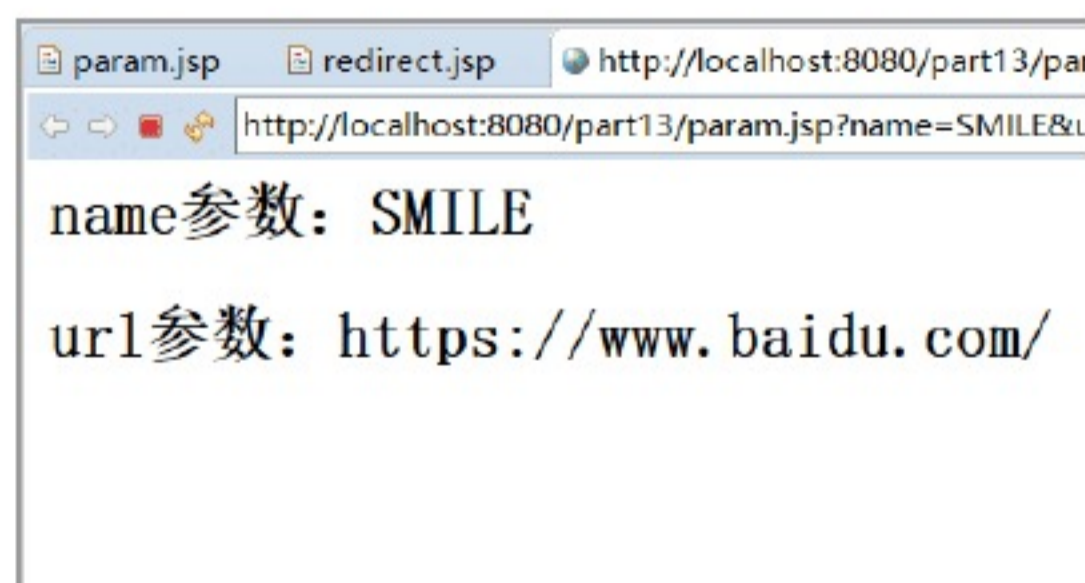 param.jsp redirect.jsp http://localhost:8080/part13/par
http://localhost:8080/part13/param.jsp?name=SMILE&u
name参数：SMILE
url参数：https://www.baidu.com/